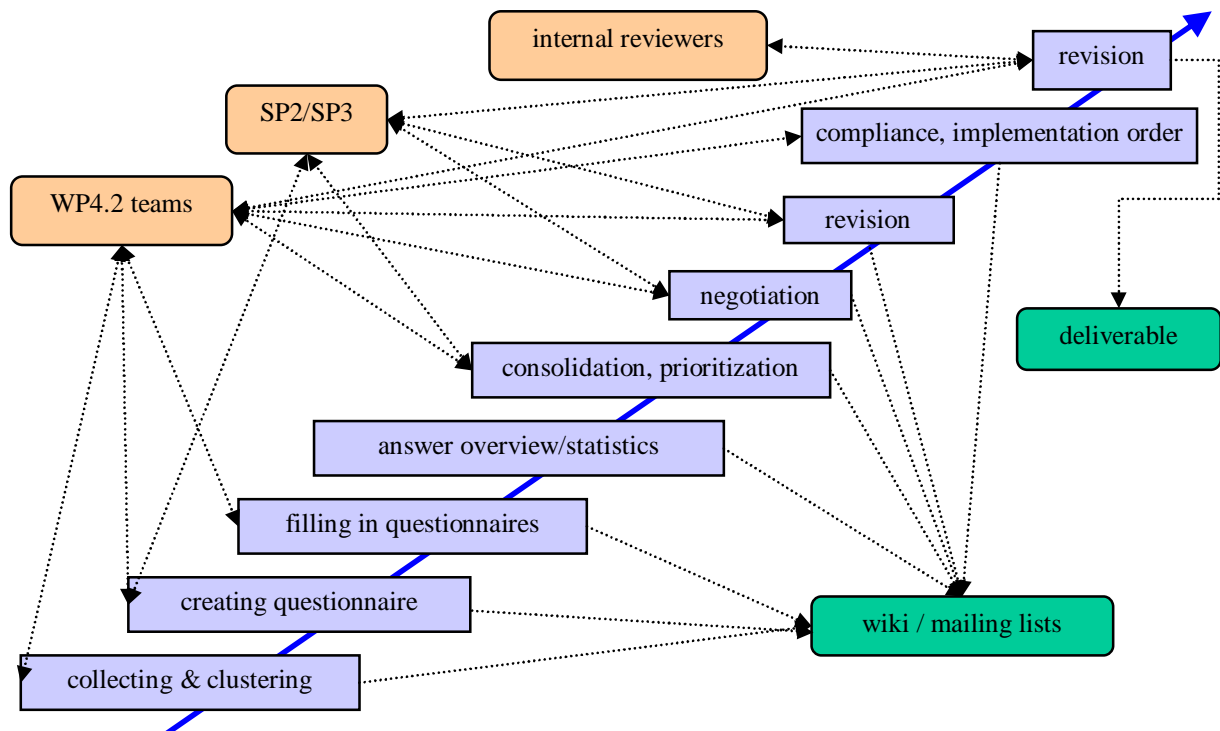 internal reviewers
revision
SP2/SP3
compliance, implementation order
WP4.2 teams
revision
negotiation
deliverable
consolidation, prioritization
answer overview/statistics
filling in questionnaires
creating questionnaire
wiki / mailing lists
collecting & clustering